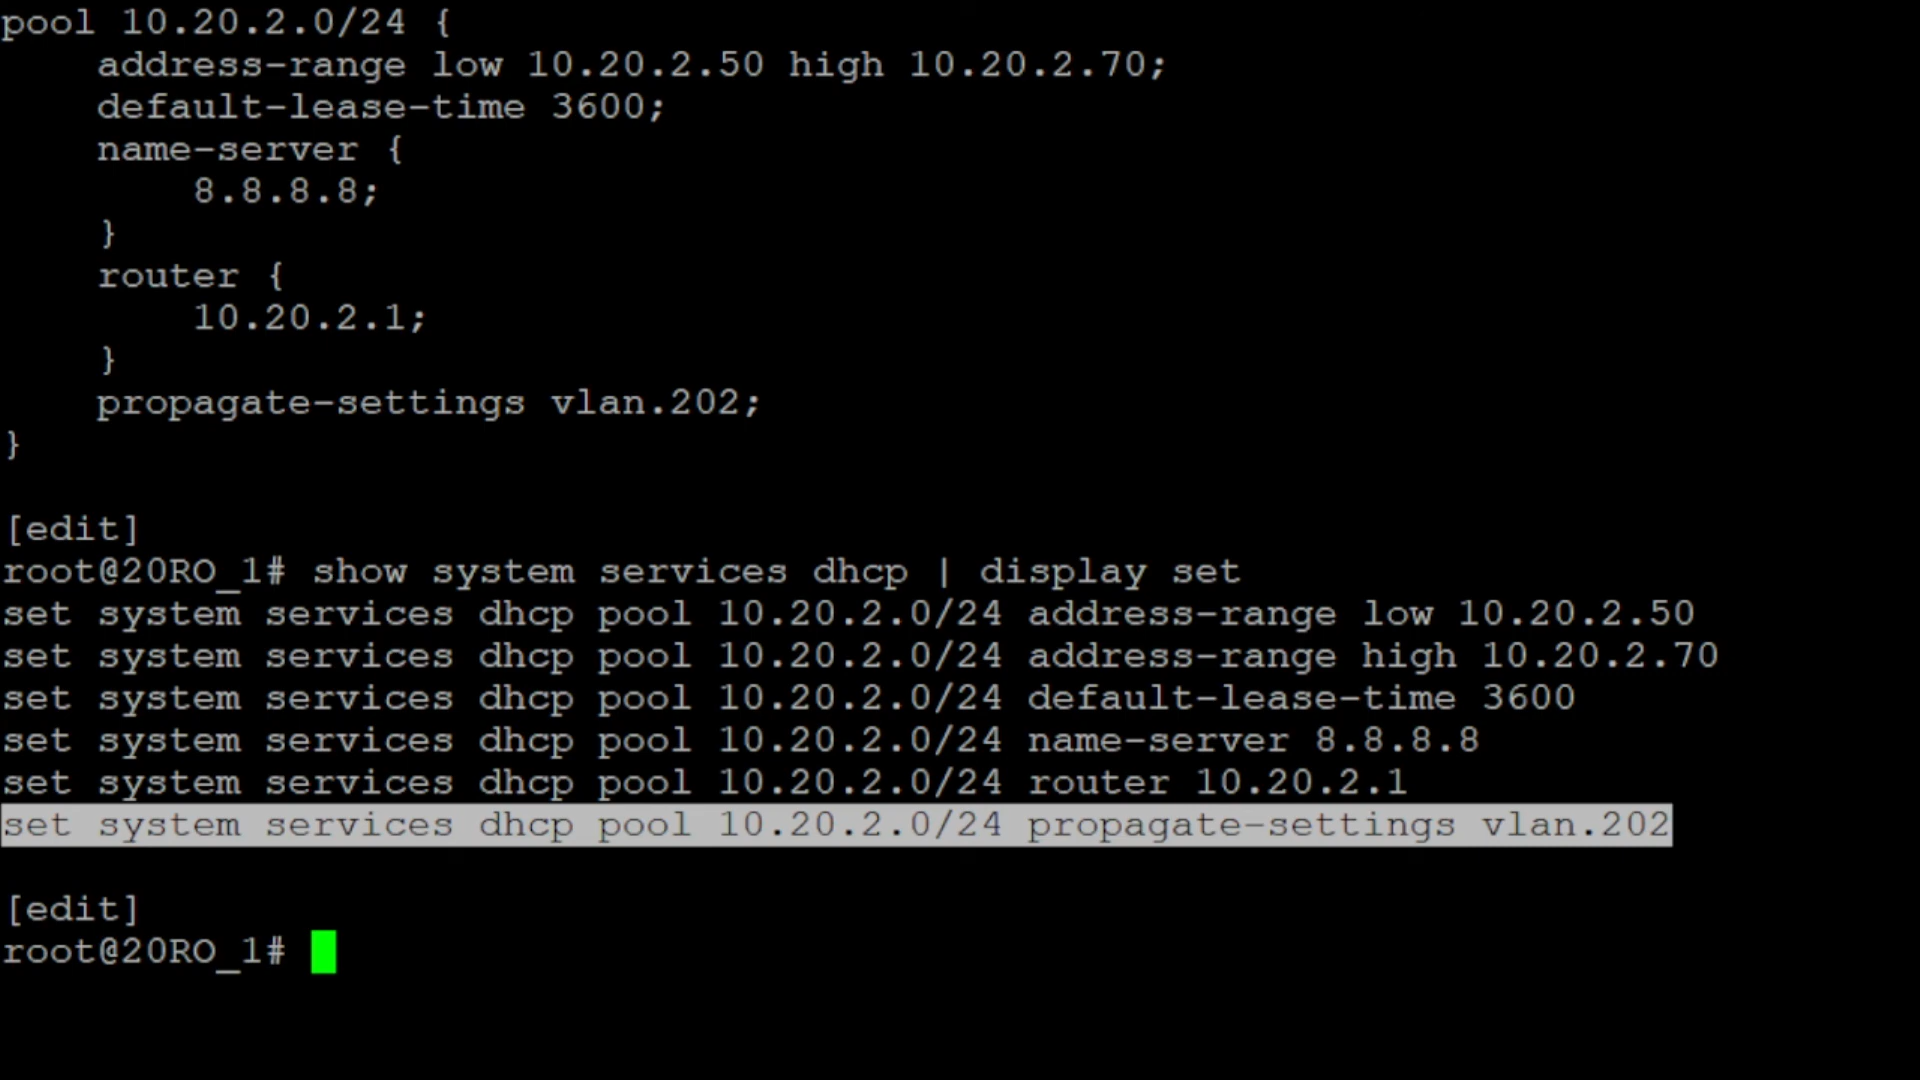 pool 10.20.2.0/24 {
    address-range low 10.20.2.50 high 10.20.2.70;
    default-lease-time 3600;
    name-server {
        8.8.8.8;
    }
    router {
        10.20.2.1;
    }
    propagate-settings vlan.202;
}
[edit]
root@20RO_1# show system services dhcp | display set
set system services dhcp pool 10.20.2.0/24 address-range low 10.20.2.50
set system services dhcp pool 10.20.2.0/24 address-range high 10.20.2.70
set system services dhcp pool 10.20.2.0/24 default-lease-time 3600
set system services dhcp pool 10.20.2.0/24 name-server 8.8.8.8
set system services dhcp pool 10.20.2.0/24 router 10.20.2.1
set system services dhcp pool 10.20.2.0/24 propagate-settings vlan.202
[edit]
root@20RO_1#